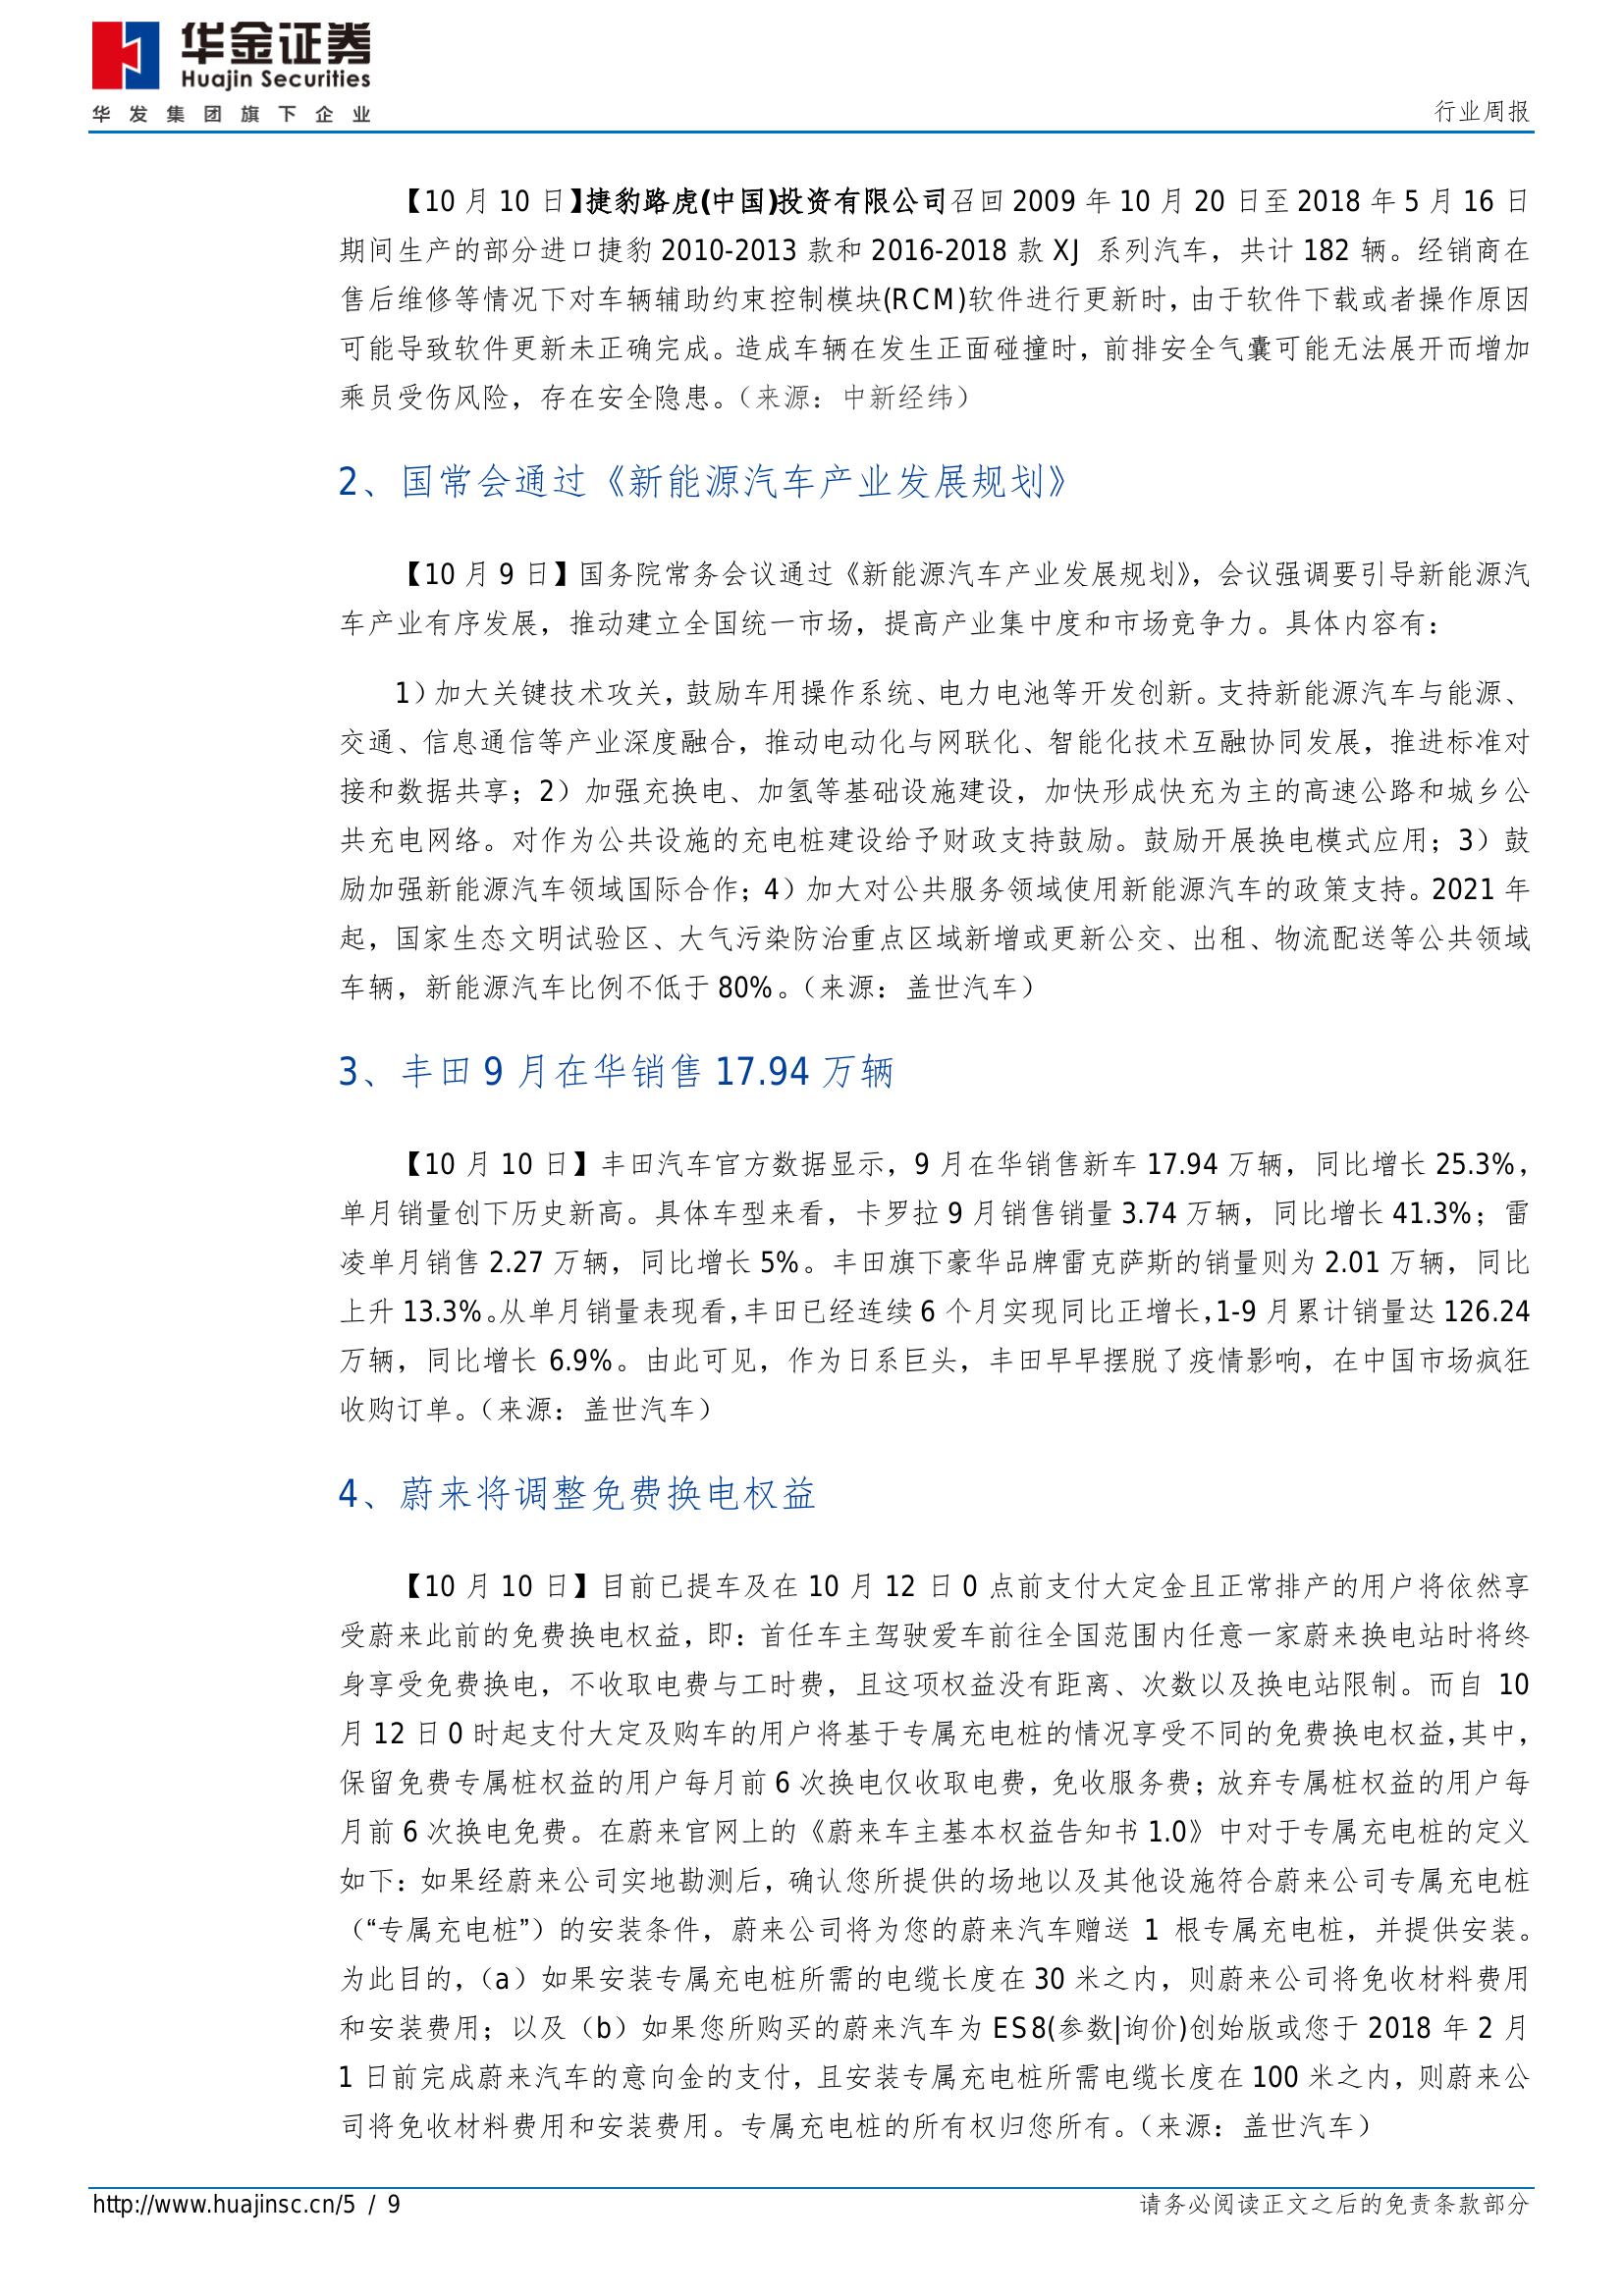 华金证券
Huajin Securities
华发集团旗下企业
行业周报
【10 月 10 日】捷豹路虎(中国)投资有限公司召回 2009 年 10 月 20 日至 2018 年 5 月 16 日
期间生产的部分进口捷豹 2010-2013 款和 2016-2018 款 XJ 系列汽车，共计 182 辆。经销商在
售后维修等情况下对车辆辅助约束控制模块(RCM)软件进行更新时，由于软件下载或者操作原因
可能导致软件更新未正确完成。造成车辆在发生正面碰撞时，前排安全气囊可能无法展开而增加
乘员受伤风险，存在安全隐患。（来源：中新经纬）
2、国常会通过《新能源汽车产业发展规划》
【10 月 9 日】国务院常务会议通过《新能源汽车产业发展规划》，会议强调要引导新能源汽
车产业有序发展，推动建立全国统一市场，提高产业集中度和市场竞争力。具体内容有：
1）加大关键技术攻关，鼓励车用操作系统、电力电池等开发创新。支持新能源汽车与能源、
交通、信息通信等产业深度融合，推动电动化与网联化、智能化技术互融协同发展，推进标准对
接和数据共享；2）加强充换电、加氢等基础设施建设，加快形成快充为主的高速公路和城乡公
共充电网络。对作为公共设施的充电桩建设给予财政支持鼓励。鼓励开展换电模式应用；3）鼓
励加强新能源汽车领域国际合作；4）加大对公共服务领域使用新能源汽车的政策支持。2021 年
起，国家生态文明试验区、大气污染防治重点区域新增或更新公交、出租、物流配送等公共领域
车辆，新能源汽车比例不低于 80%。（来源：盖世汽车）
3、丰田 9 月在华销售 17.94 万辆
【10 月 10 日】丰田汽车官方数据显示，9 月在华销售新车 17.94 万辆，同比增长 25.3%，
单月销量创下历史新高。具体车型来看，卡罗拉 9 月销售销量 3.74 万辆，同比增长 41.3%；雷
凌单月销售 2.27 万辆，同比增长 5%。丰田旗下豪华品牌雷克萨斯的销量则为 2.01 万辆，同比
上升 13.3%。从单月销量表现看，丰田已经连续 6 个月实现同比正增长，1-9 月累计销量达 126.24
万辆，同比增长 6.9%。由此可见，作为日系巨头，丰田早早摆脱了疫情影响，在中国市场疯狂
收购订单。（来源：盖世汽车）
4、蔚来将调整免费换电权益
【10 月 10 日】目前已提车及在 10 月 12 日 0 点前支付大定金且正常排产的用户将依然享
受蔚来此前的免费换电权益，即：首任车主驾驶爱车前往全国范围内任意一家蔚来换电站时将终
身享受免费换电，不收取电费与工时费，且这项权益没有距离、次数以及换电站限制。而自 10
月 12 日 0 时起支付大定及购车的用户将基于专属充电桩的情况享受不同的免费换电权益，其中，
保留免费专属桩权益的用户每月前 6 次换电仅收取电费，免收服务费；放弃专属桩权益的用户每
月前 6 次换电免费。在蔚来官网上的《蔚来车主基本权益告知书 1.0》中对于专属充电桩的定义
如下：如果经蔚来公司实地勘测后，确认您所提供的场地以及其他设施符合蔚来公司专属充电桩
（“专属充电桩”）的安装条件，蔚来公司将为您的蔚来汽车赠送 1 根专属充电桩，并提供安装。
为此目的，（a）如果安装专属充电桩所需的电缆长度在 30 米之内，则蔚来公司将免收材料费用
和安装费用；以及（b）如果您所购买的蔚来汽车为 ES8(参数|询价)创始版或您于 2018 年 2 月
1 日前完成蔚来汽车的意向金的支付，且安装专属充电桩所需电缆长度在 100 米之内，则蔚来公
司将免收材料费用和安装费用。专属充电桩的所有权归您所有。（来源：盖世汽车）
http://www.huajinsc.cn/5 / 9
请务必阅读正文之后的免责条款部分